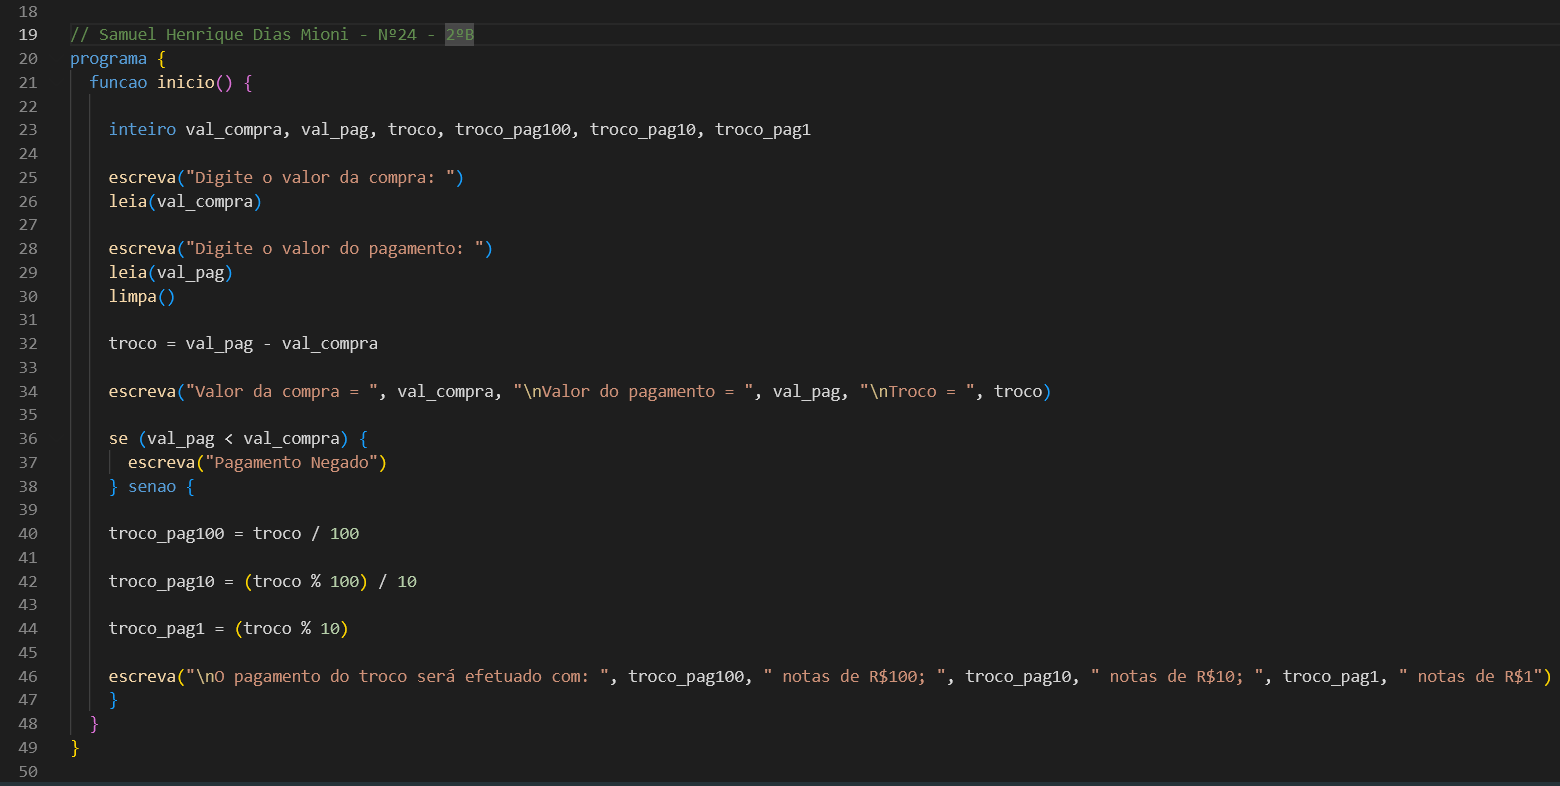 18
19 // Samuel Henrique Dias Mioni - Nº24 - 2ºB
20 programa {
21 funcao inicio() {
22
23 inteiro val_compra, val_pag, troco, troco_pag100, troco_pag10, troco_pag1
24
25 escreva("Digite o valor da compra: ")
26 leia(val_compra)
27
28 escreva("Digite o valor do pagamento: ")
29 leia(val_pag)
30 limpa()
31
32 troco = val_pag - val_compra
33
34 escreva("Valor da compra = ", val_compra, "\nValor do pagamento = ", val_pag, "\nTroco = ", troco)
35
36 se (val_pag < val_compra) {
37 escreva("Pagamento Negado")
38 } senao {
39
40 troco_pag100 = troco / 100
41
42 troco_pag10 = (troco % 100) / 10
43
44 troco_pag1 = (troco % 10)
45
46 escreva("\nO pagamento do troco será efetuado com: ", troco_pag100, " notas de R$100; ", troco_pag10, " notas de R$10; ", troco_pag1, " notas de R$1")
47 }
48 }
49 }
50